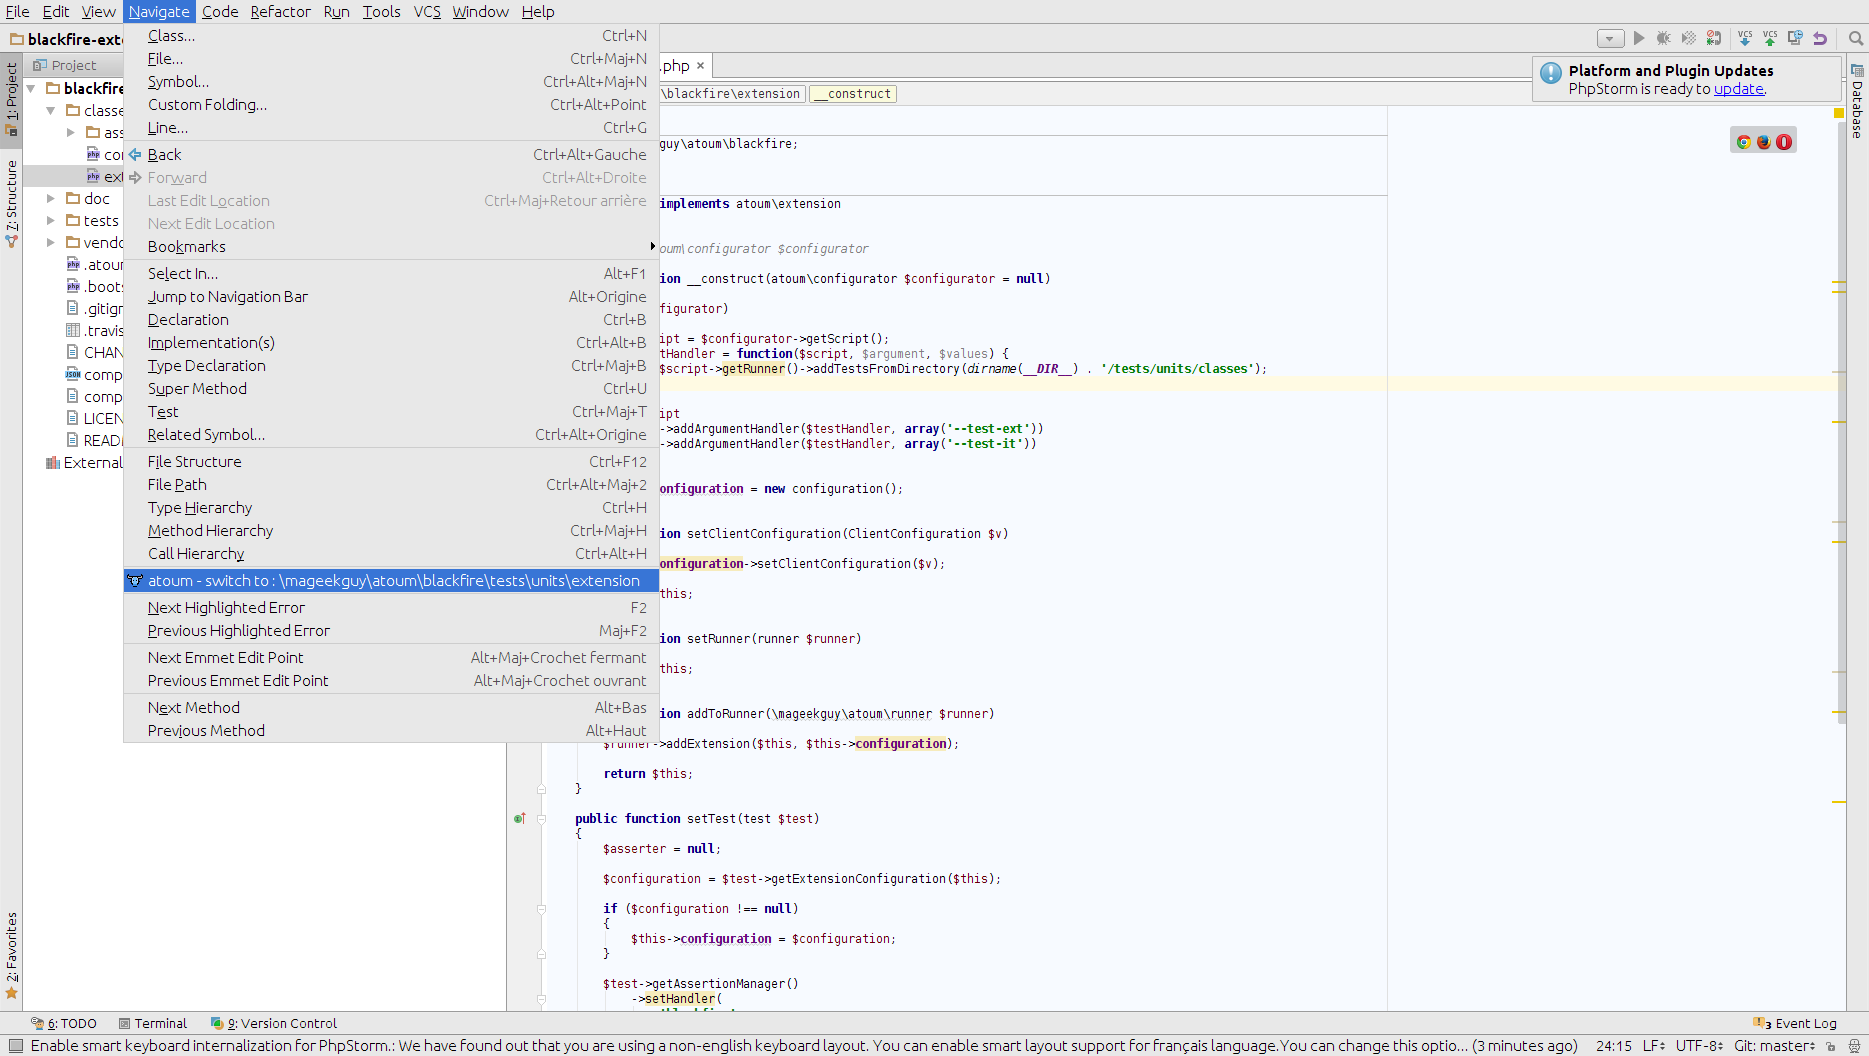 File Edit View Navigate Code Refactor Run Tools VCS Window Help
blackfire-exte
1: Project
7: Structure
2: Favorites
Project
blackfire
classe
ass
cor
ext
doc
tests
vendo
.atour
.boots
.gitign
.travis
CHAN
comp
comp
LICEN
READ
External
Class... Ctrl+N
File... Ctrl+Maj+N
Symbol... Ctrl+Alt+Maj+N
Custom Folding... Ctrl+Alt+Point
Line... Ctrl+G
Back Ctrl+Alt+Gauche
Forward Ctrl+Alt+Droite
Last Edit Location Ctrl+Maj+Retour arrière
Next Edit Location
Bookmarks
Select In... Alt+F1
Jump to Navigation Bar Alt+Origine
Declaration Ctrl+B
Implementation(s) Ctrl+Alt+B
Type Declaration Ctrl+Maj+B
Super Method Ctrl+U
Test Ctrl+Maj+T
Related Symbol... Ctrl+Alt+Origine
File Structure Ctrl+F12
File Path Ctrl+Alt+Maj+2
Type Hierarchy Ctrl+H
Method Hierarchy Ctrl+Maj+H
Call Hierarchy Ctrl+Alt+H
atoum - switch to : \mageekguy\atoum\blackfire\tests\units\extension
Next Highlighted Error F2
Previous Highlighted Error Maj+F2
Next Emmet Edit Point Alt+Maj+Crochet fermant
Previous Emmet Edit Point Alt+Maj+Crochet ouvrant
Next Method Alt+Bas
Previous Method Alt+Haut
.php ×
\blackfire\extension __construct
Platform and Plugin Updates
PhpStorm is ready to update.
Database
guy\atoum\blackfire;
implements atoum\extension
oum\configurator $configurator
ion __construct(atoum\configurator $configurator = null)
figurator)
ipt = $configurator->getScript();
tHandler = function($script, $argument, $values) {
$script->getRunner()->addTestsFromDirectory(dirname(__DIR__) . '/tests/units/classes');
ipt
->addArgumentHandler($testHandler, array('--test-ext'))
->addArgumentHandler($testHandler, array('--test-it'))
onfiguration = new configuration();
ion setClientConfiguration(ClientConfiguration $v)
onfiguration->setClientConfiguration($v);
this;
ion setRunner(runner $runner)
this;
ion addToRunner(\mageekguy\atoum\runner $runner)
$runner->addExtension($this, $this->configuration);
return $this;
}
public function setTest(test $test)
{
$asserter = null;
$configuration = $test->getExtensionConfiguration($this);
if ($configuration !== null)
{
$this->configuration = $configuration;
}
$test->getAssertionManager()
->setHandler(
6: TODO Terminal 9: Version Control 3 Event Log
Enable smart keyboard internalization for PhpStorm.: We have found out that you are using a non-english keyboard layout. You can enable smart layout support for français language.You can change this optio... (3 minutes ago) 24:15 LF UTF-8 Git: master